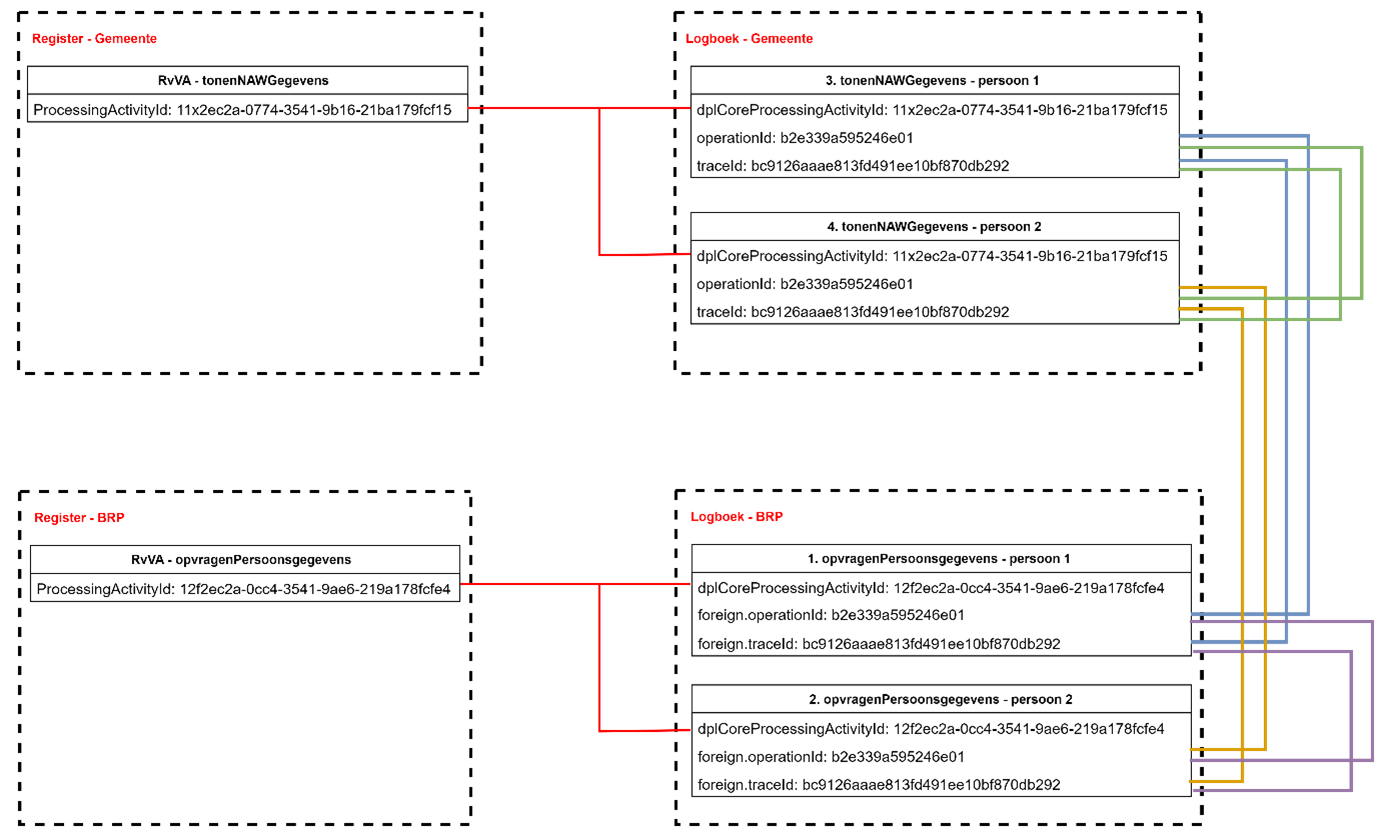 Register - Gemeente
RvVA - tonenNAWGegevens
ProcessingActivityId: 11x2ec2a-0774-3541-9b16-21ba179fcf15
Logboek - Gemeente
3. tonenNAWGegevens - persoon 1
dplCoreProcessingActivityId: 11x2ec2a-0774-3541-9b16-21ba179fcf15
operationId: b2e339a595246e01
traceId: bc9126aaae813fd491ee10bf870db292
4. tonenNAWGegevens - persoon 2
dplCoreProcessingActivityId: 11x2ec2a-0774-3541-9b16-21ba179fcf15
operationId: b2e339a595246e01
traceId: bc9126aaae813fd491ee10bf870db292
Register - BRP
RvVA - opvragenPersoonsgegevens
ProcessingActivityId: 12f2ec2a-0cc4-3541-9ae6-219a178fcfe4
Logboek - BRP
1. opvragenPersoonsgegevens - persoon 1
dplCoreProcessingActivityId: 12f2ec2a-0cc4-3541-9ae6-219a178fcfe4
foreign.operationId: b2e339a595246e01
foreign.traceId: bc9126aaae813fd491ee10bf870db292
2. opvragenPersoonsgegevens - persoon 2
dplCoreProcessingActivityId: 12f2ec2a-0cc4-3541-9ae6-219a178fcfe4
foreign.operationId: b2e339a595246e01
foreign.traceId: bc9126aaae813fd491ee10bf870db292